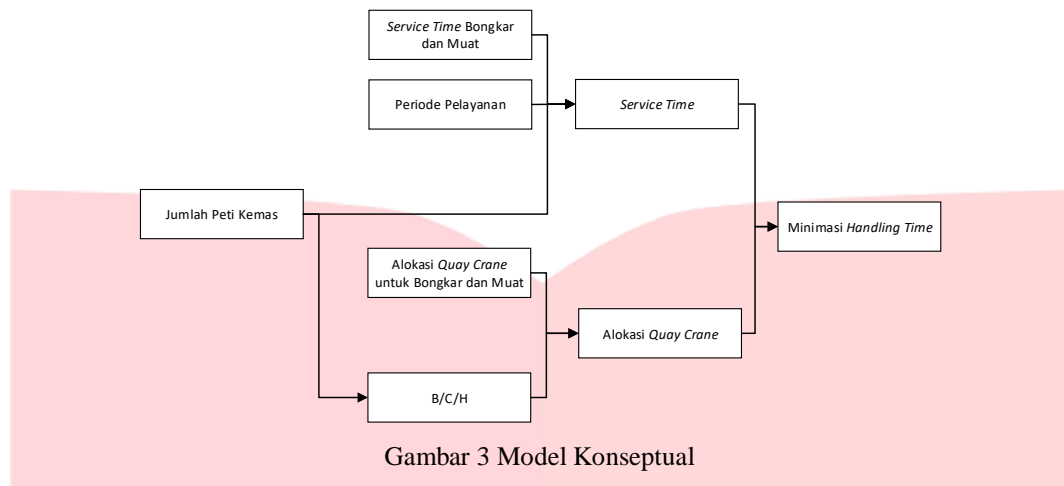 Service Time Bongkar
dan Muat
Periode Pelayanan
Service Time
Jumlah Peti Kemas
Minimasi Handling Time
Alokasi Quay Crane
untuk Bongkar dan Muat
Alokasi Quay Crane
B/C/H
Gambar 3 Model Konseptual